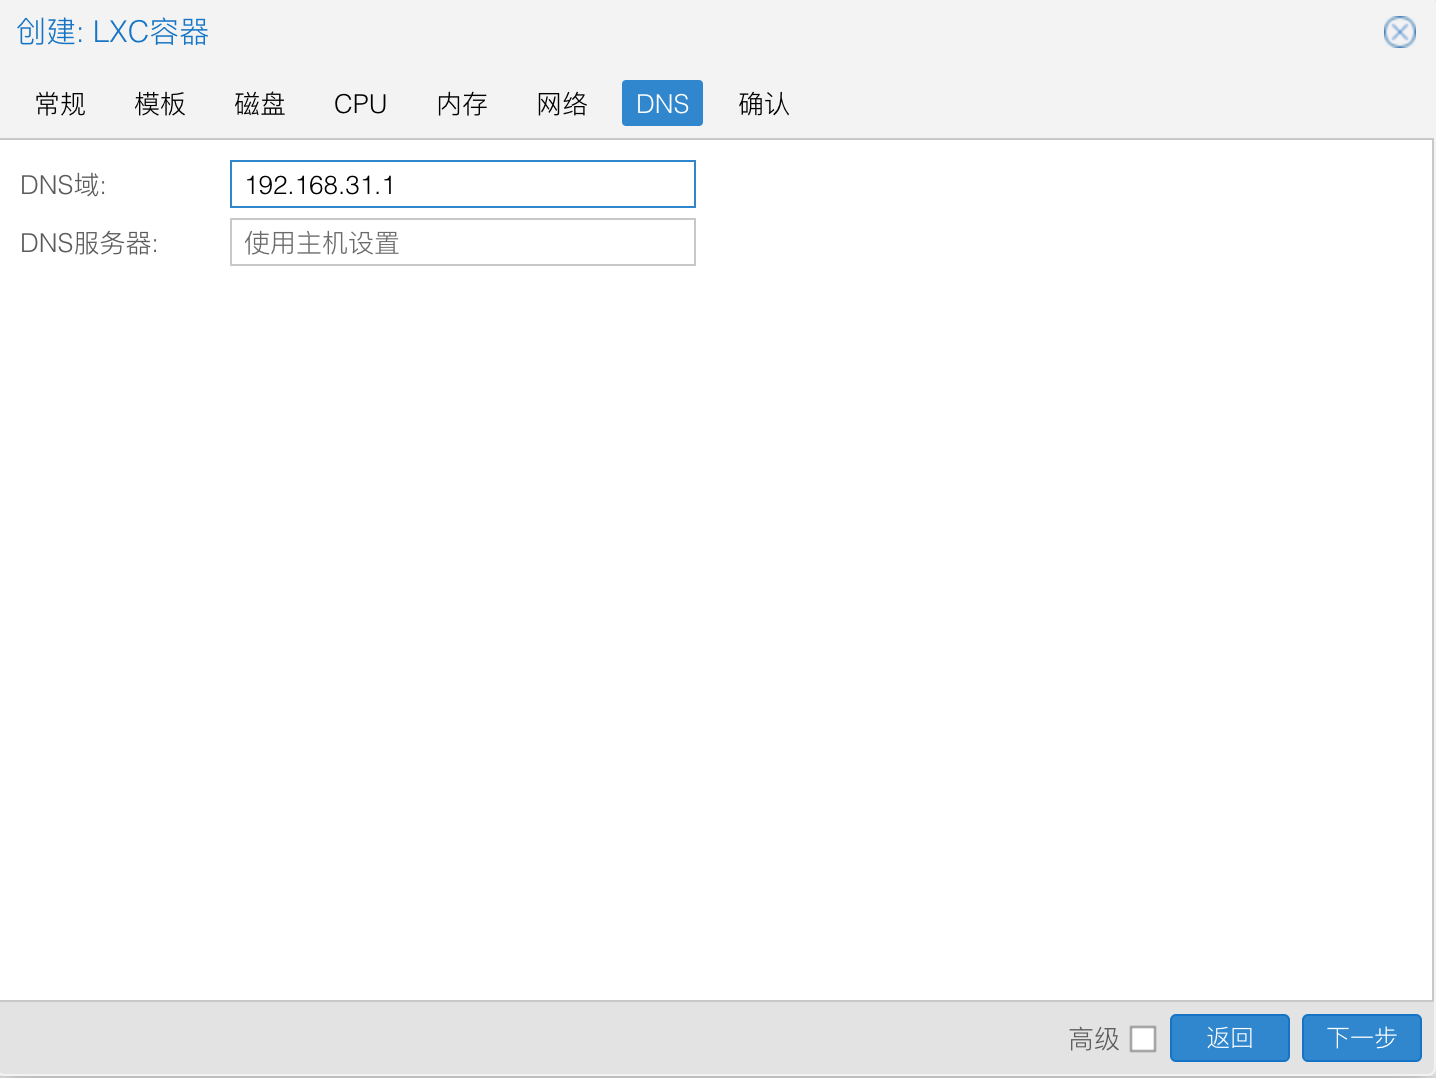 创建: LXC容器
常规 模板 磁盘 CPU 内存 网络 DNS 确认
DNS域: 192.168.31.1
DNS服务器: 使用主机设置
高级 返回 下一步